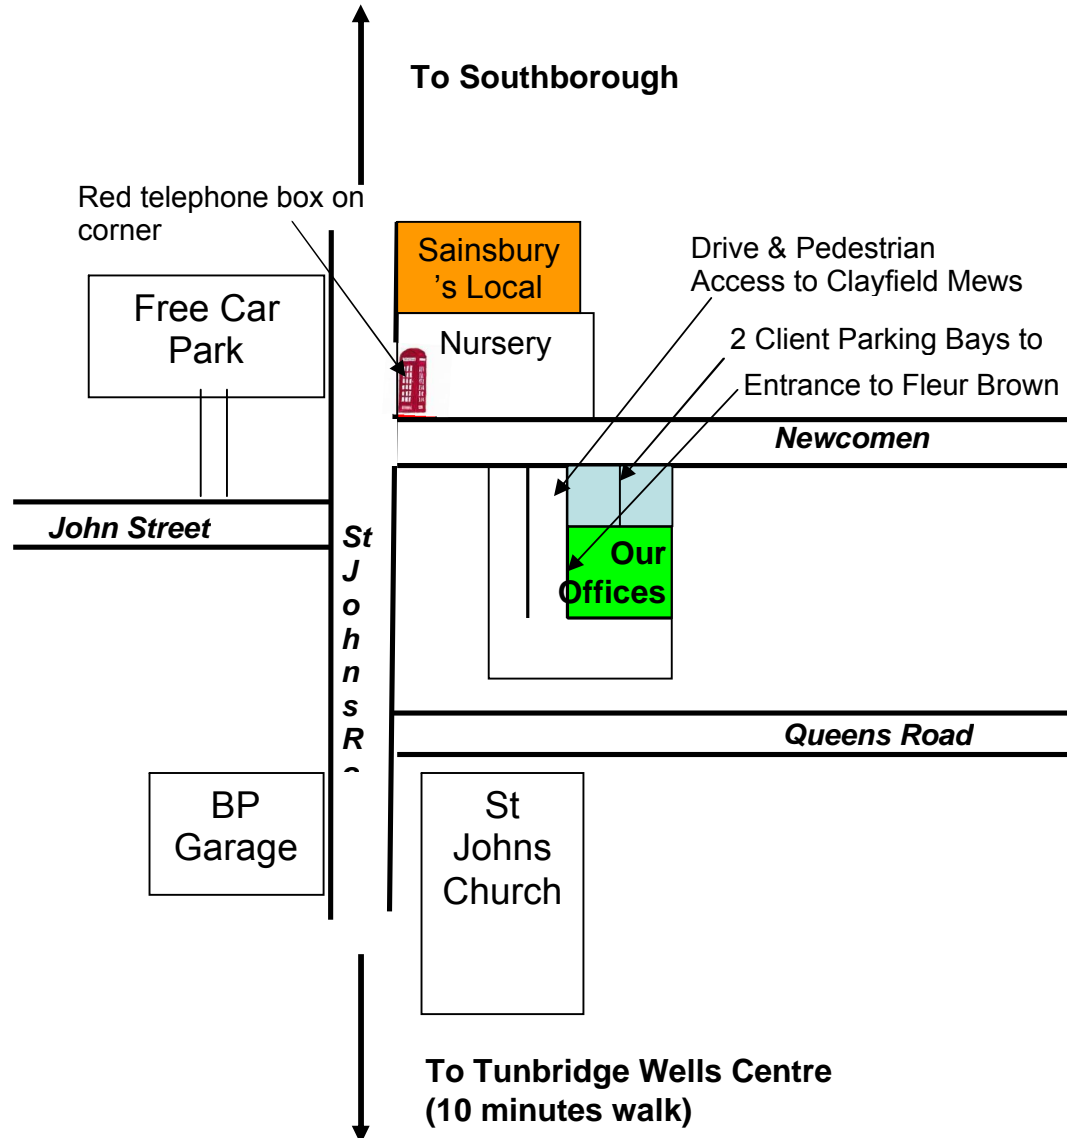 To Southborough
Red telephone box on
corner
Sainsbury
's Local
Drive & Pedestrian
Access to Clayfield Mews
Free Car
Park
Nursery
2 Client Parking Bays to
Entrance to Fleur Brown
Newcomen
John Street
St
J
o
h
n
s
R
Our
Offices
Queens Road
BP
Garage
St
Johns
Church
To Tunbridge Wells Centre
(10 minutes walk)